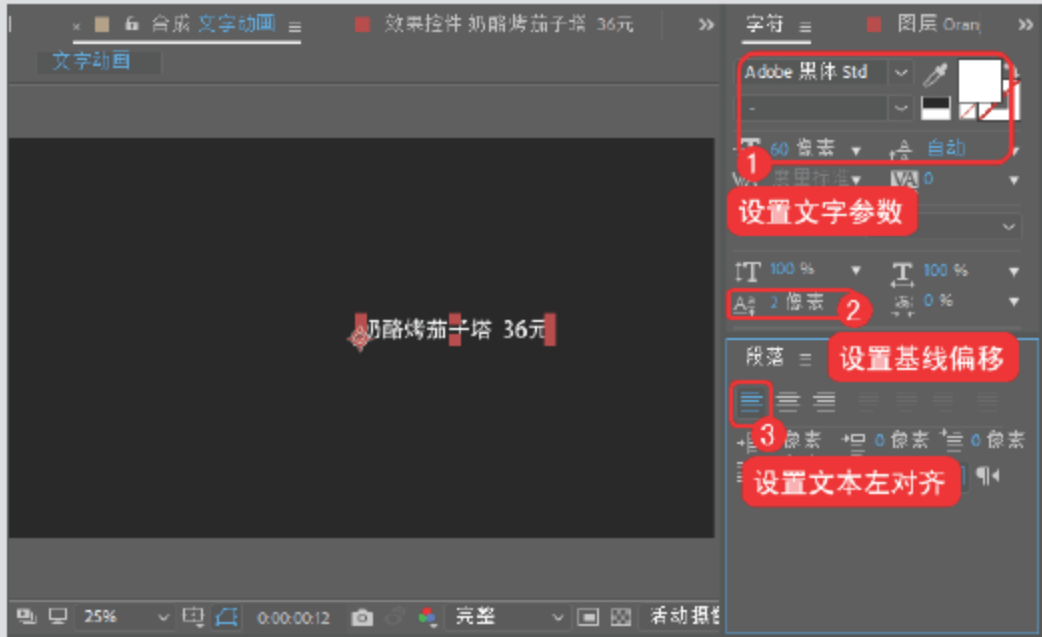 × 合成 文字动画 ≡
效果控件 奶酪烤茄子塔 36元 »
字符 ≡
图层 Oran »
文字动画
Adobe 黑体 Std
-
60 像素
自动
1
0
设置文字参数
100 %
100 %
2 像素
2
0 %
奶酪烤茄子塔 36元
段落 ≡
设置基线偏移
3
像素
0 像素
0 像素
设置文本左对齐
25%
0:00:00:12
完整
活动摄像